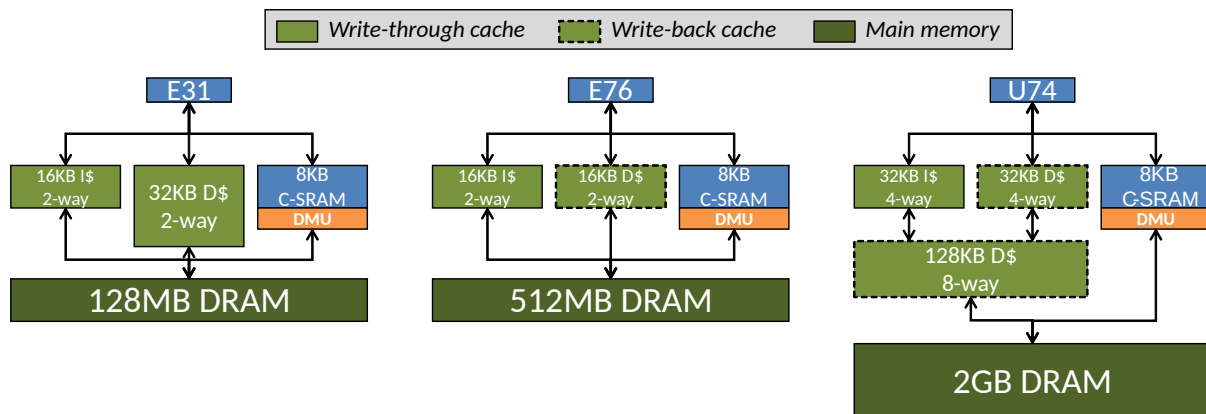 Write-through cache
Write-back cache
Main memory
E31
16KB I$
2-way
32KB D$
2-way
8KB
C-SRAM
DMU
128MB DRAM
E76
16KB I$
2-way
16KB D$
2-way
8KB
C-SRAM
DMU
512MB DRAM
U74
32KB I$
4-way
32KB D$
4-way
8KB
C-SRAM
DMU
128KB D$
8-way
2GB DRAM